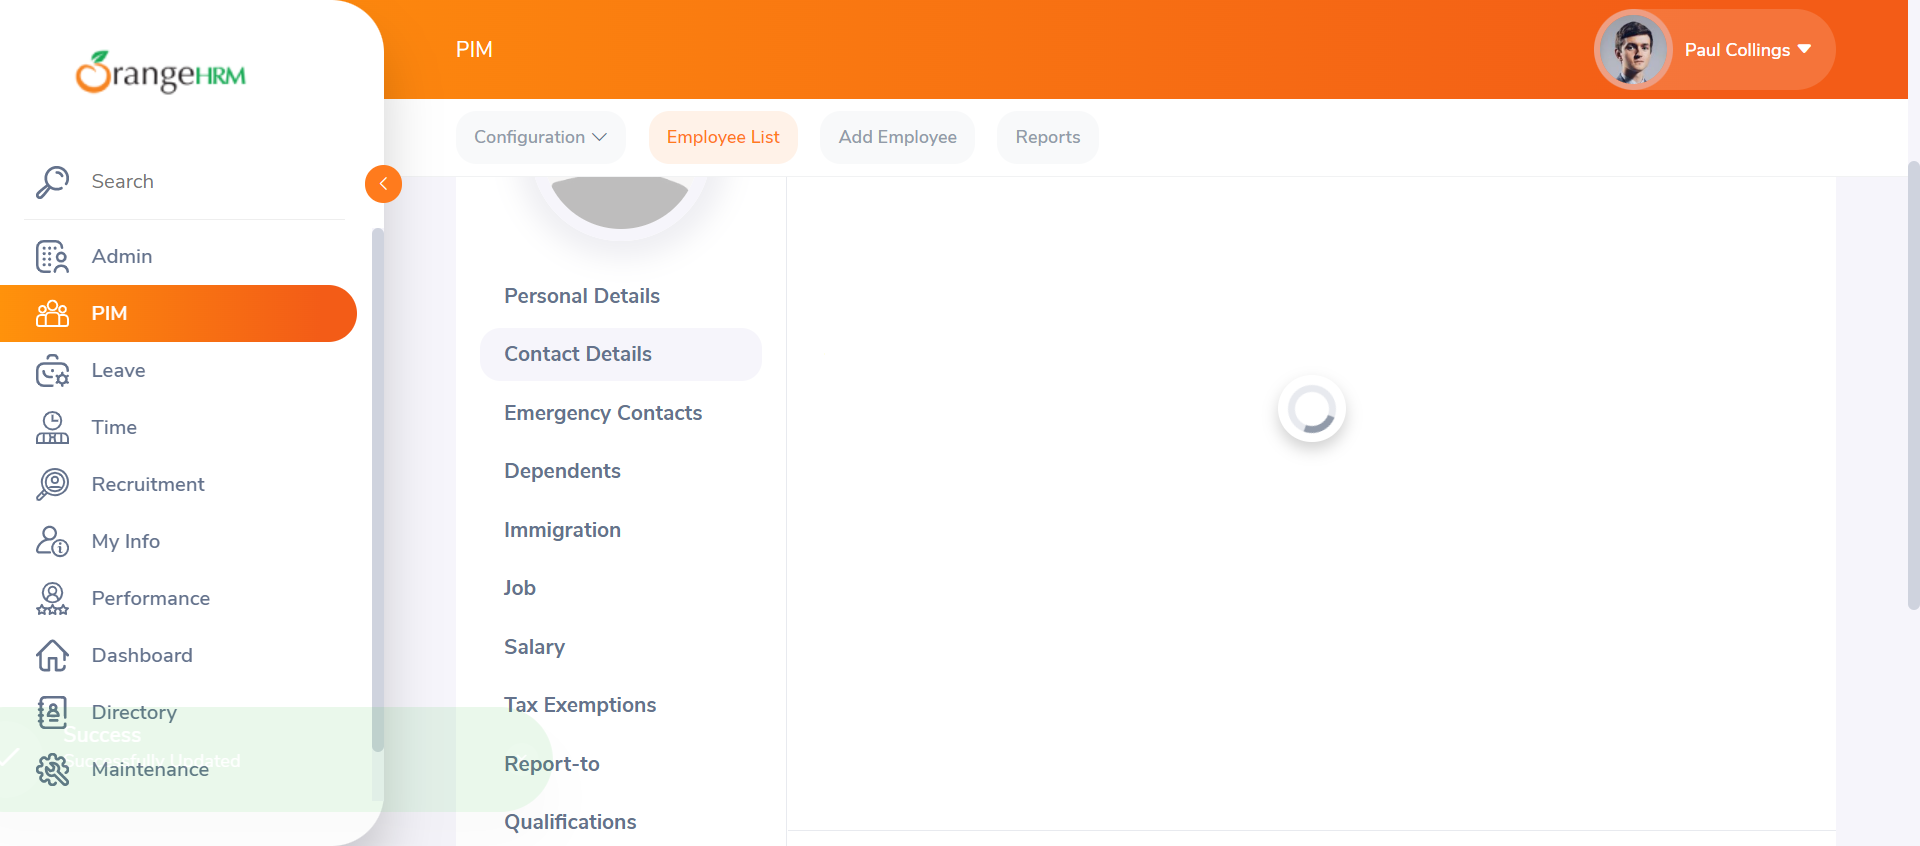 OrangeHRM
PIM
Paul Collings
Configuration
Employee List
Add Employee
Reports
Search
Admin
PIM
Leave
Time
Recruitment
My Info
Performance
Dashboard
Directory
Maintenance
Personal Details
Contact Details
Emergency Contacts
Dependents
Immigration
Job
Salary
Tax Exemptions
Report-to
Qualifications
Success
Successfully Updated